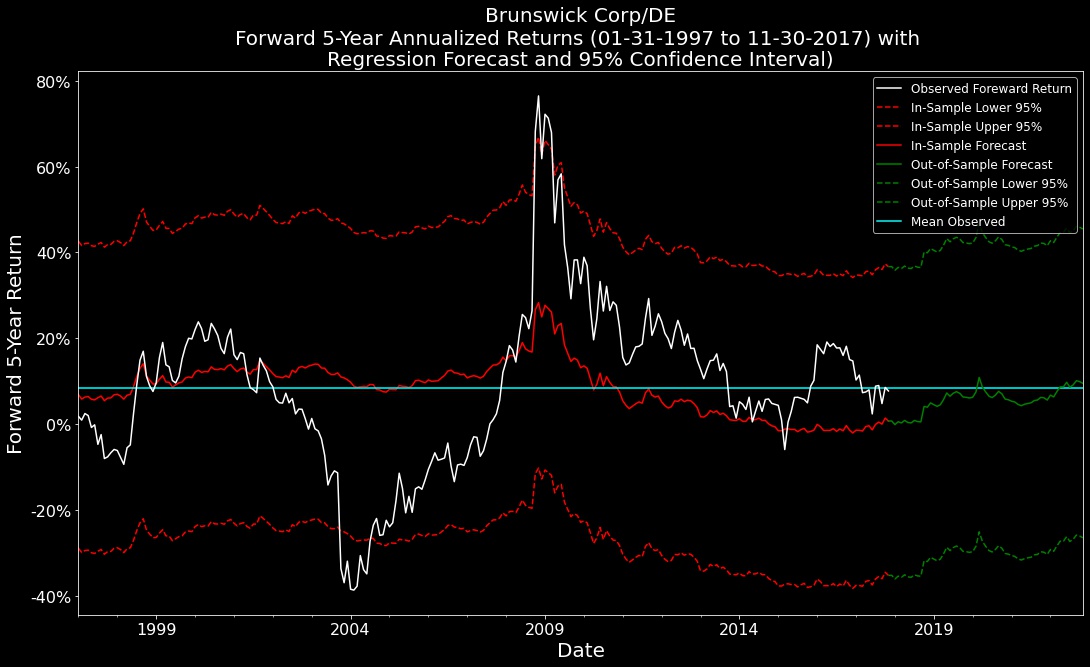 Brunswick Corp/DE
Forward 5-Year Annualized Returns (01-31-1997 to 11-30-2017) with
Regression Forecast and 95% Confidence Interval)
80%
60%
40%
20%
0%
-20%
-40%
Forward 5-Year Return
Observed Foreward Return
In-Sample Lower 95%
In-Sample Upper 95%
In-Sample Forecast
Out-of-Sample Forecast
Out-of-Sample Lower 95%
Out-of-Sample Upper 95%
Mean Observed
1999
2004
2009
2014
2019
Date